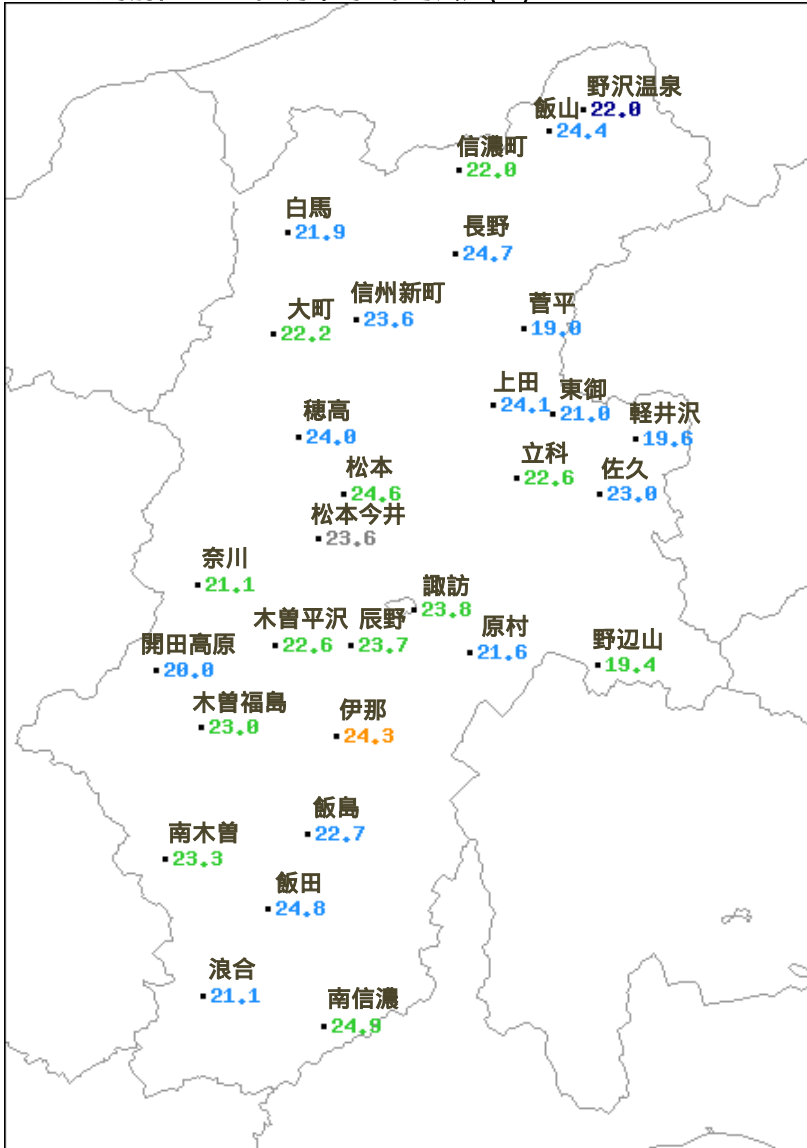 野沢温泉
22.0
飯山
24.4
信濃町
22.0
白馬
21.9
長野
24.7
信州新町
23.6
大町
22.2
菅平
19.0
上田
24.1
東御
21.0
穂高
24.0
軽井沢
19.6
立科
22.6
佐久
23.0
松本
24.6
松本今井
23.6
奈川
21.1
諏訪
23.8
木曽平沢
22.6
辰野
23.7
原村
21.6
野辺山
19.4
開田高原
20.0
木曽福島
23.0
伊那
24.3
飯島
22.7
南木曽
23.3
飯田
24.8
浪合
21.1
南信濃
24.9